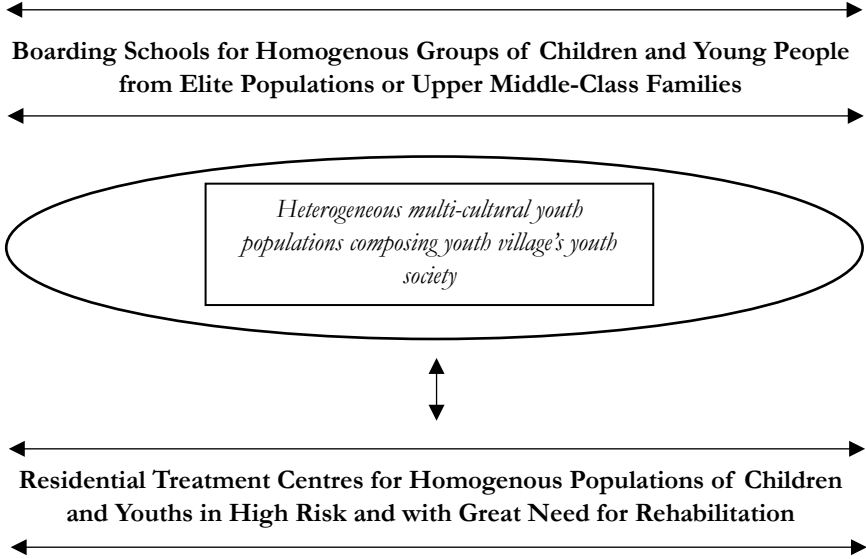 Boarding Schools for Homogenous Groups of Children and Young People
from Elite Populations or Upper Middle-Class Families
Heterogeneous multi-cultural youth
populations composing youth village's youth
society
Residential Treatment Centres for Homogenous Populations of Children
and Youths in High Risk and with Great Need for Rehabilitation